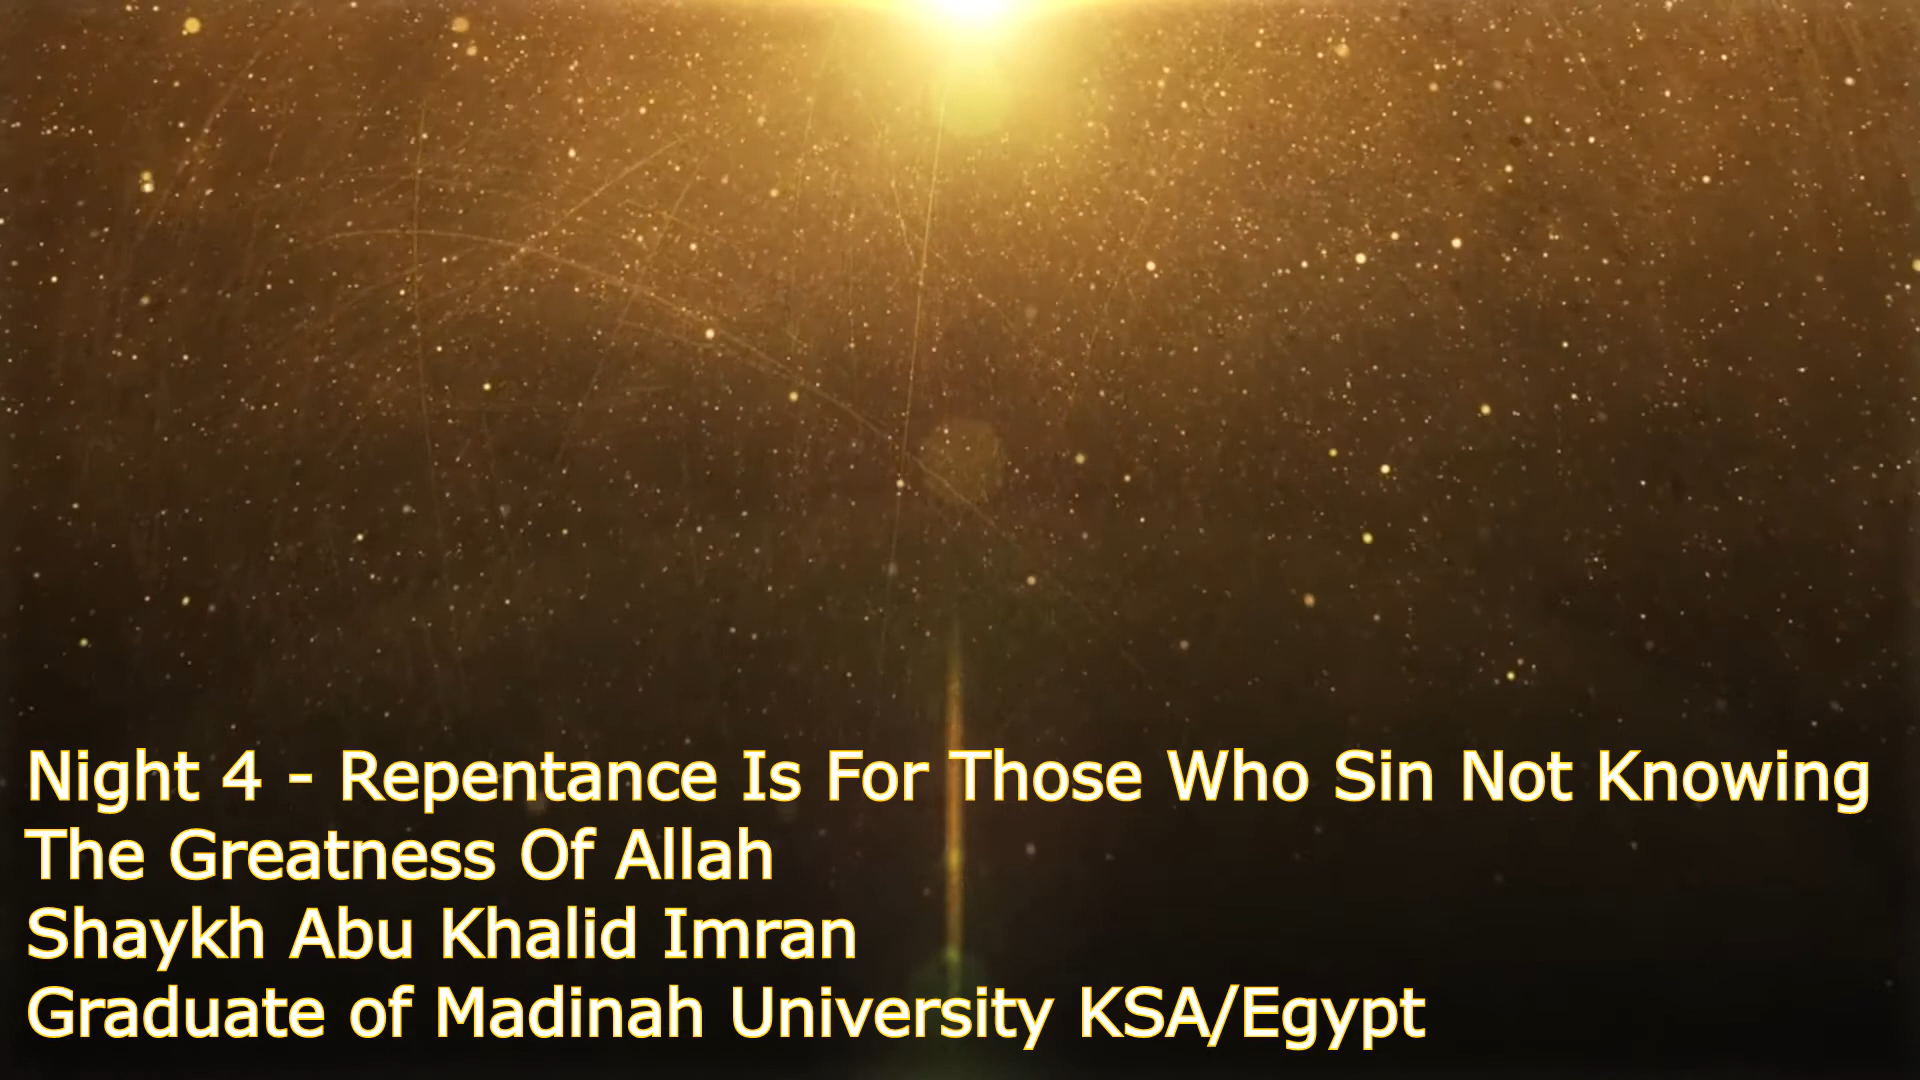 Night 4 - Repentance Is For Those Who Sin Not Knowing
The Greatness Of Allah
Shaykh Abu Khalid Imran
Graduate of Madinah University KSA/Egypt